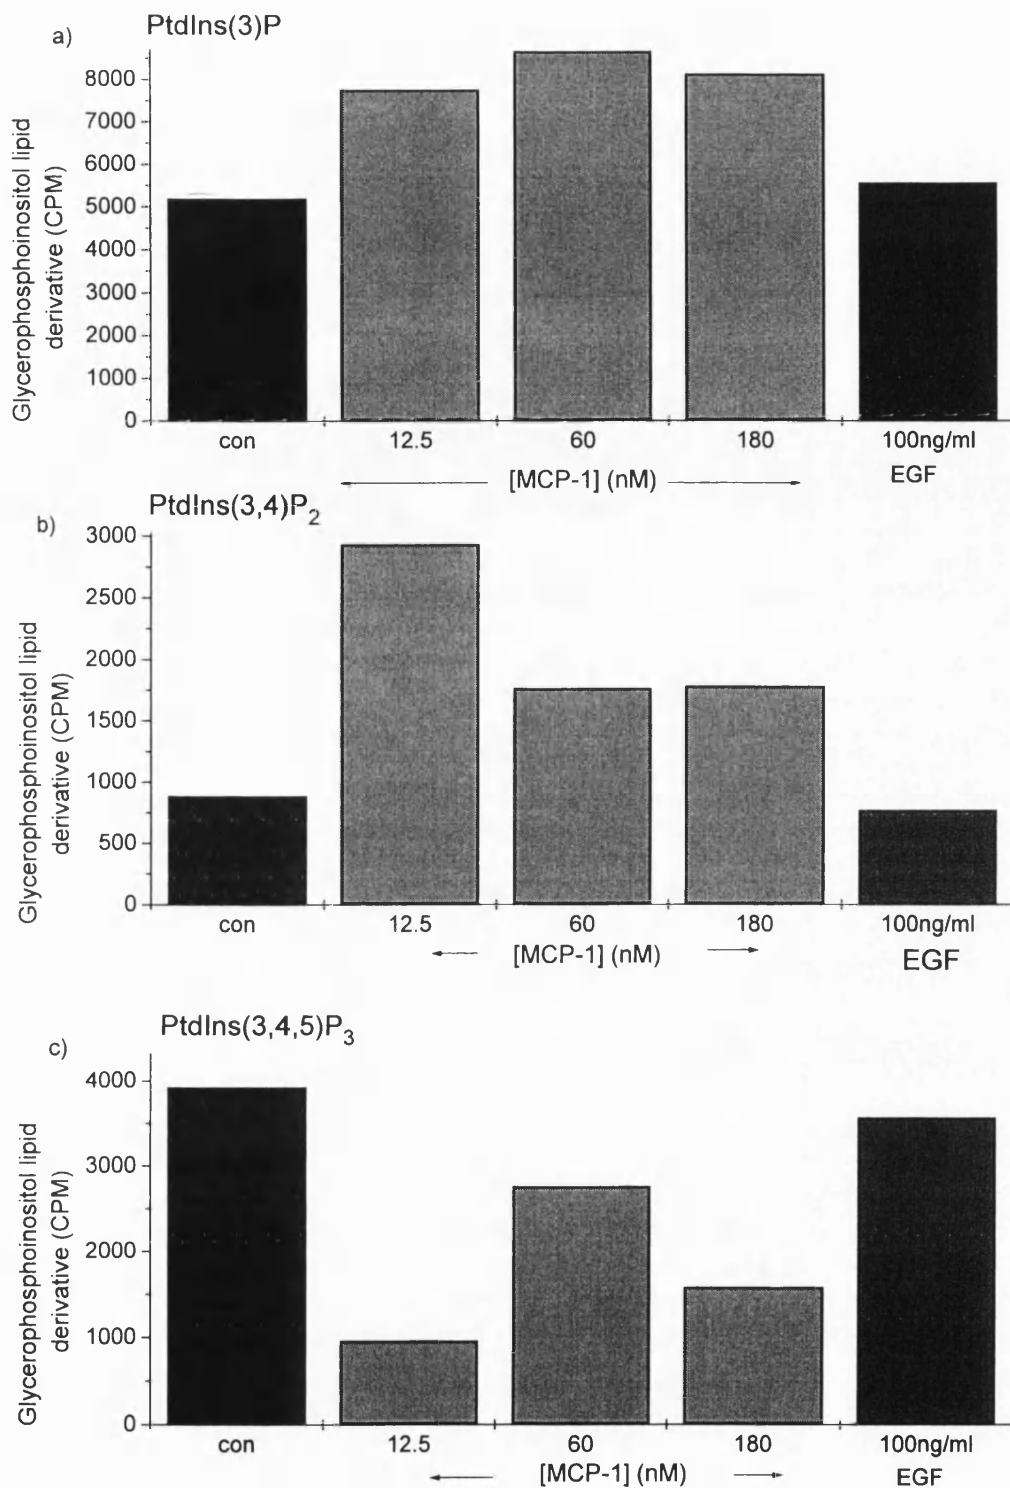 a)
PtdIns(3)P
Glycerophosphoinositol lipid
derivative (CPM)
8000
7000
6000
5000
4000
3000
2000
1000
0
con 12.5 60 180 100ng/ml
[MCP-1] (nM) EGF
b)
PtdIns(3,4)P2
Glycerophosphoinositol lipid
derivative (CPM)
3000
2500
2000
1500
1000
500
0
con 12.5 60 180 100ng/ml
[MCP-1] (nM) EGF
c)
PtdIns(3,4,5)P3
Glycerophosphoinositol lipid
derivative (CPM)
4000
3000
2000
1000
0
con 12.5 60 180 100ng/ml
[MCP-1] (nM) EGF